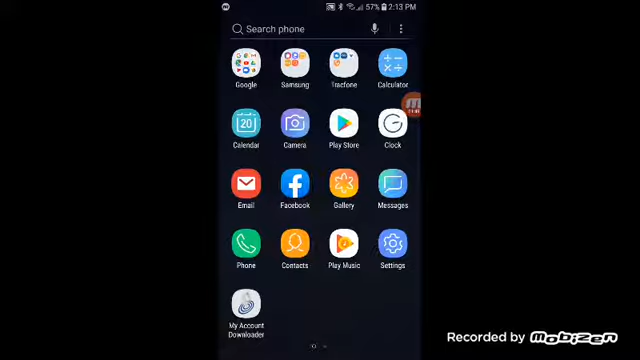 57% 2:13 PM
Search phone
Google Samsung Tracfone Calculator
20
Calendar Camera Play Store Clock
Email Facebook Gallery Messages
Phone Contacts Play Music Settings
My Account
Downloader
Recorded by mobizen